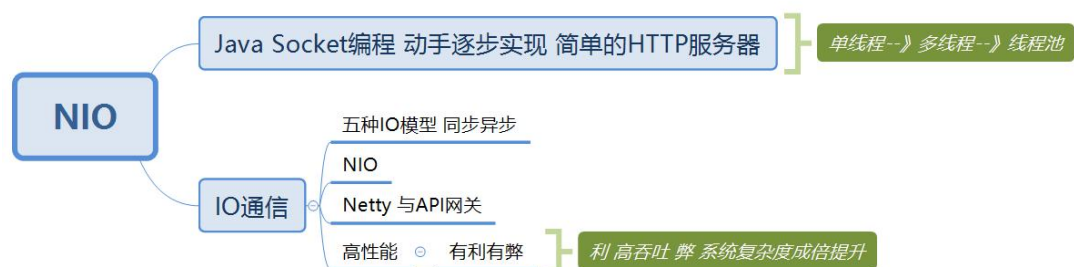 NIO
Java Socket编程 动手逐步实现 简单的HTTP服务器
单线程--》多线程--》线程池
IO通信
五种IO模型 同步异步
NIO
Netty 与API网关
高性能
有利有弊
利 高吞吐 弊 系统复杂度成倍提升